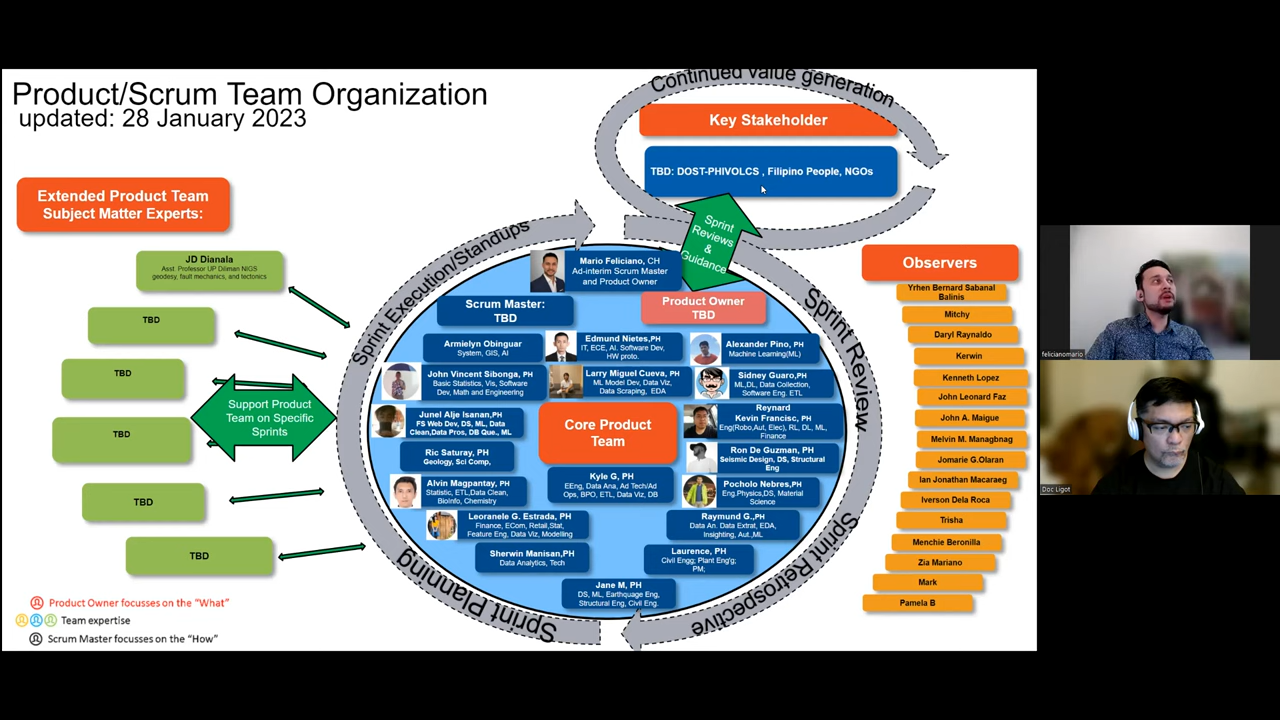 Product/Scrum Team Organization
updated: 28 January 2023
Continued value generation
Key Stakeholder
TBD: DOST-PHIVOLCS , Filipino People, NGOs
Sprint
Reviews
&
Guidance
Extended Product Team
Subject Matter Experts:
JD Dianala
Asst. Professor UP Diliman NIGS
geodesy, fault mechanics, and tectonics
TBD
TBD
TBD
TBD
TBD
Support Product
Team on Specific
Sprints
Sprint Execution/Standups
Sprint Review
Sprint Retrospective
Sprint Planning
Mario Feliciano, CH
Ad-interim Scrum Master
and Product Owner
Scrum Master:
TBD
Product Owner
TBD
Armielyn Obinguar
System, GIS, AI
Edmund Nietes,PH
IT, ECE, AI. Software Dev,
HW proto.
Alexander Pino, PH
Machine Learning(ML)
John Vincent Sibonga, PH
Basic Statistics, Vis, Software
Dev, Math and Engineering
Larry Miguel Cueva, PH
ML Model Dev, Data Viz,
Data Scraping, EDA
Sidney Guaro,PH
ML,DL, Data Collection,
Software Eng. ETL
Junel Alje Isanan,PH
FS Web Dev, DS, ML, Data
Clean,Data Pros, DB Que., ML
Core Product
Team
Reynard
Kevin Francisc, PH
Eng(Robo,Aut, Elec), RL, DL, ML,
Finance
Ric Saturay, PH
Geology, Sci Comp,
Ron De Guzman, PH
Seismic Design, DS, Structural
Eng
Alvin Magpantay, PH
Statistic, ETL,Data Clean,
BioInfo, Chemistry
Kyle G, PH
EEng, Data Ana, Ad Tech/Ad
Ops, BPO, ETL, Data Viz, DB
Pocholo Nebres,PH
Eng.Physics,DS, Material
Science
Leoranele G. Estrada, PH
Finance, ECom, Retail,Stat,
Feature Eng, Data Viz, Modelling
Raymund G.,PH
Data An. Data Extrat, EDA,
Insighting, Aut.,ML
Sherwin Manisan,PH
Data Analytics, Tech
Laurence, PH
Civil Engg; Plant Eng'g;
PM;
Jane M, PH
DS, ML, Earthquage Eng,
Structural Eng, Civil Eng.
Observers
Yrhen Bernard Sabanal
Balinis
Mitchy
Daryl Raynaldo
Kerwin
Kenneth Lopez
John Leonard Faz
John A. Maigue
Melvin M. Managbnag
Jomarie G.Olaran
Ian Jonathan Macaraeg
Iverson Dela Roca
Trisha
Menchie Beronilla
Zia Mariano
Mark
Pamela B
Product Owner focusses on the “What”
Team expertise
Scrum Master focusses on the “How”
felicianomario
Doc Ligot